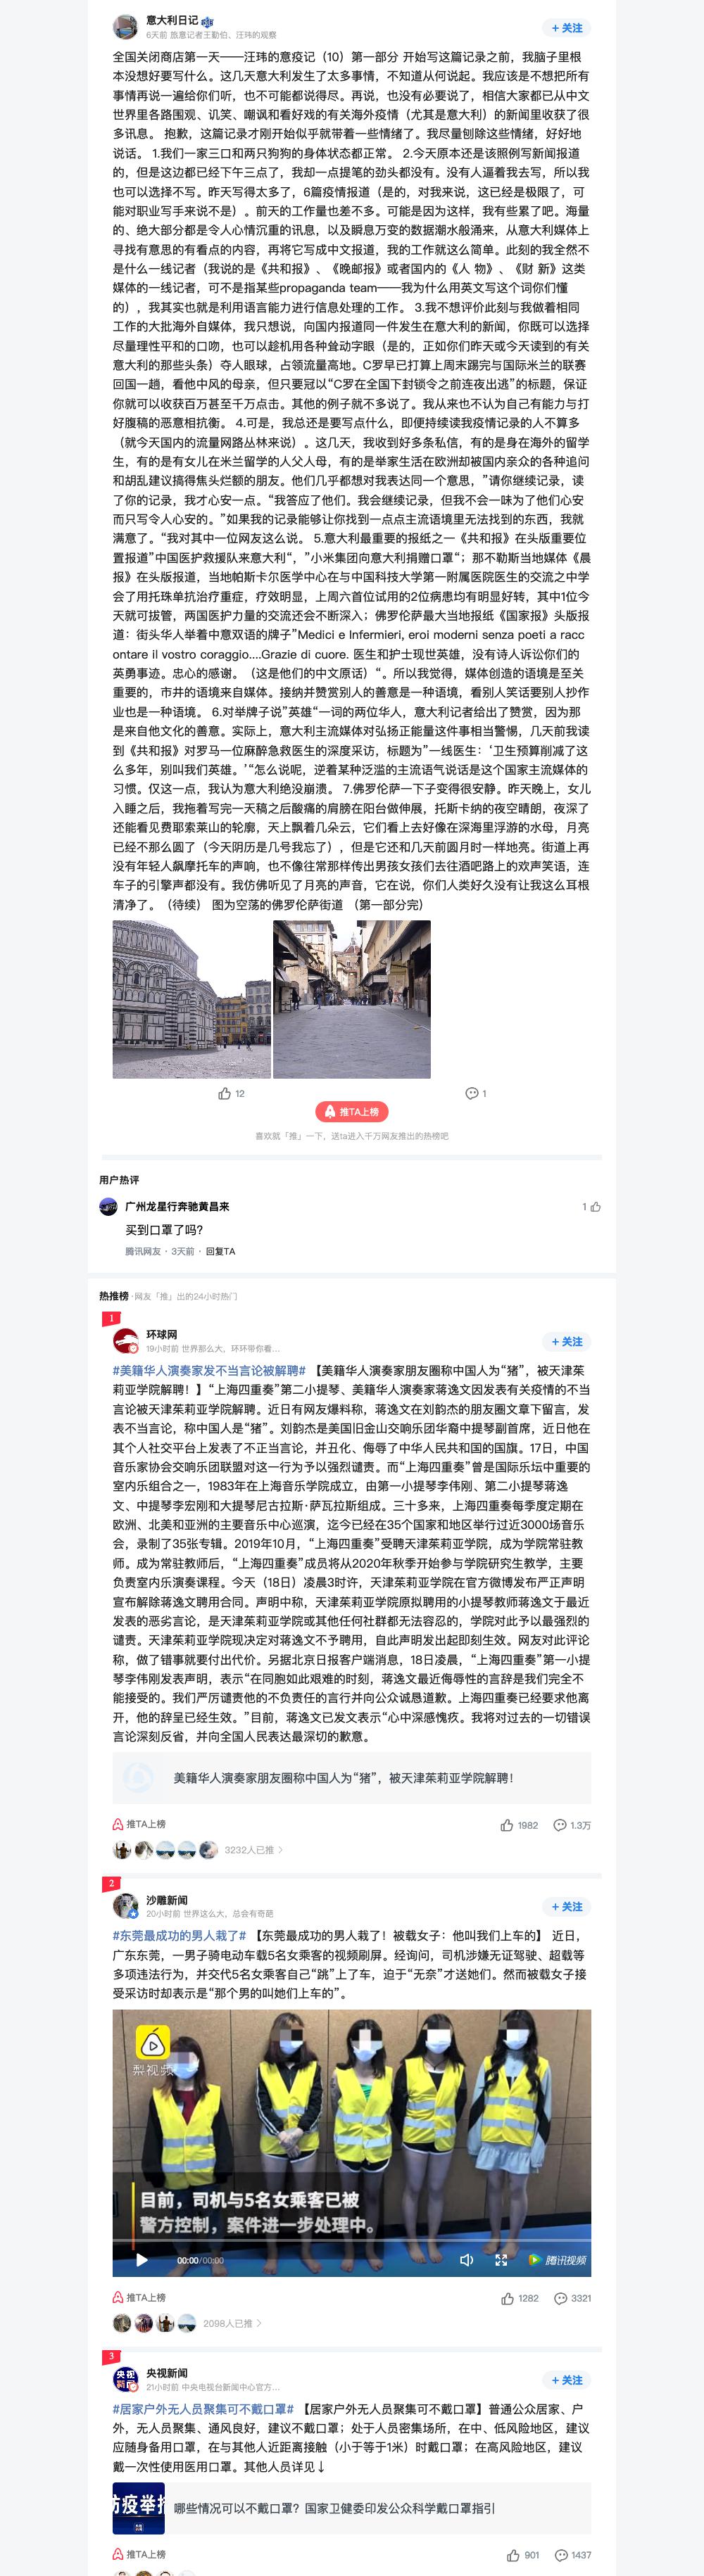 意大利日记
6天前 旅意记者王勤伯、汪玮的观察
+ 关注
全国关闭商店第一天——汪玮的意疫记（10）第一部分 开始写这篇记录之前，我脑子里根
本没想好要写什么。这几天意大利发生了太多事情，不知道从何说起。我应该是不想把所有
事情再说一遍给你们听，也不可能都说得尽。再说，也没有必要说了，相信大家都已从中文
世界里各路围观、讥笑、嘲讽和看好戏的有关海外疫情（尤其是意大利）的新闻里收获了很
多讯息。 抱歉，这篇记录才刚开始似乎就带着一些情绪了。我尽量刨除这些情绪，好好地
说话。 1.我们一家三口和两只狗狗的身体状态都正常。 2.今天原本还是该照例写新闻报道
的，但是这边都已经下午三点了，我却一点提笔的劲头都没有。没有人逼着我去写，所以我
也可以选择不写。昨天写得太多了，6篇疫情报道（是的，对我来说，这已经是极限了，可
能对职业写手来说不是）。前天的工作量也差不多。可能是因为这样，我有些累了吧。海量
的、绝大部分都是令人心情沉重的讯息，以及瞬息万变的数据潮水般涌来，从意大利媒体上
寻找有意思的有看点的内容，再将它写成中文报道，我的工作就这么简单。此刻的我全然不
是什么一线记者（我说的是《共和报》、《晚邮报》或者国内的《人 物》、《财 新》这类
媒体的一线记者，可不是指某些propaganda team——我为什么用英文写这个词你们懂
的），我其实也就是利用语言能力进行信息处理的工作。 3.我不想评价此刻与我做着相同
工作的大批海外自媒体，我只想说，向国内报道同一件发生在意大利的新闻，你既可以选择
尽量理性平和的口吻，也可以趁机用各种耸动字眼（是的，正如你们昨天或今天读到的有关
意大利的那些头条）夺人眼球，占领流量高地。C罗早已打算上周末踢完与国际米兰的联赛
回国一趟，看他中风的母亲，但只要冠以“C罗在全国下封锁令之前连夜出逃”的标题，保证
你就可以收获百万甚至千万点击。其他的例子就不多说了。我从来也不认为自己有能力与打
好腹稿的恶意相抗衡。 4.可是，我总还是要写点什么，即便持续读我疫情记录的人不算多
（就今天国内的流量网路丛林来说）。这几天，我收到好多条私信，有的是身在海外的留学
生，有的是有女儿在米兰留学的人父人母，有的是举家生活在欧洲却被国内亲众的各种追问
和胡乱建议搞得焦头烂额的朋友。他们几乎都想对我表达同一个意思，”请你继续记录，读
了你的记录，我才心安一点。“我答应了他们。我会继续记录，但我不会一味为了他们心安
而只写令人心安的。”如果我的记录能够让你找到一点点主流语境里无法找到的东西，我就
满意了。“我对其中一位网友这么说。 5.意大利最重要的报纸之一《共和报》在头版重要位
置报道”中国医护救援队来意大利“，”小米集团向意大利捐赠口罩“；那不勒斯当地媒体《晨
报》在头版报道，当地帕斯卡尔医学中心在与中国科技大学第一附属医院医生的交流之中学
会了用托珠单抗治疗重症，疗效明显，上周六首位试用的2位病患均有明显好转，其中1位今
天就可拔管，两国医护力量的交流还会不断深入；佛罗伦萨最大当地报纸《国家报》头版报
道：街头华人举着中意双语的牌子”Medici e Infermieri, eroi moderni senza poeti a racc
ontare il vostro coraggio....Grazie di cuore. 医生和护士现世英雄，没有诗人诉讼你们的
英勇事迹。忠心的感谢。（这是他们的中文原话）“。所以我觉得，媒体创造的语境是至关
重要的，市井的语境来自媒体。接纳并赞赏别人的善意是一种语境，看别人笑话要别人抄作
业也是一种语境。 6.对举牌子说”英雄“一词的两位华人，意大利记者给出了赞赏，因为那
是来自他文化的善意。实际上，意大利主流媒体对弘扬正能量这件事相当警惕，几天前我读
到《共和报》对罗马一位麻醉急救医生的深度采访，标题为”一线医生：‘卫生预算削减了这
么多年，别叫我们英雄。’“怎么说呢，逆着某种泛滥的主流语气说话是这个国家主流媒体的
习惯。仅这一点，我认为意大利绝没崩溃。 7.佛罗伦萨一下子变得很安静。昨天晚上，女儿
入睡之后，我拖着写完一天稿之后酸痛的肩膀在阳台做伸展，托斯卡纳的夜空晴朗，夜深了
还能看见费耶索莱山的轮廓，天上飘着几朵云，它们看上去好像在深海里浮游的水母，月亮
已经不那么圆了（今天阴历是几号我忘了），但是它还和几天前圆月时一样地亮。街道上再
没有年轻人飙摩托车的声响，也不像往常那样传出男孩女孩们去往酒吧路上的欢声笑语，连
车子的引擎声都没有。我仿佛听见了月亮的声音，它在说，你们人类好久没有让我这么耳根
清净了。（待续） 图为空荡的佛罗伦萨街道 （第一部分完）
12
1
推TA上榜
喜欢就「推」一下，送ta进入千万网友推出的热榜吧
用户热评
广州龙星行奔驰黄昌来
1
买到口罩了吗?
腾讯网友 · 3天前 · 回复TA
热推榜 ·网友「推」出的24小时热门
1
环球网
19小时前 世界那么大，环环带你看...
+ 关注
#美籍华人演奏家发不当言论被解聘# 【美籍华人演奏家朋友圈称中国人为“猪”，被天津茱
莉亚学院解聘！】“上海四重奏”第二小提琴、美籍华人演奏家蒋逸文因发表有关疫情的不当
言论被天津茱莉亚学院解聘。近日有网友爆料称，蒋逸文在刘韵杰的朋友圈文章下留言，发
表不当言论，称中国人是“猪”。刘韵杰是美国旧金山交响乐团华裔中提琴副首席，近日他在
其个人社交平台上发表了不正当言论，并丑化、侮辱了中华人民共和国的国旗。17日，中国
音乐家协会交响乐团联盟对这一行为予以强烈谴责。而“上海四重奏”曾是国际乐坛中重要的
室内乐组合之一，1983年在上海音乐学院成立，由第一小提琴李伟刚、第二小提琴蒋逸
文、中提琴李宏刚和大提琴尼古拉斯·萨瓦拉斯组成。三十多来，上海四重奏每季度定期在
欧洲、北美和亚洲的主要音乐中心巡演，迄今已经在35个国家和地区举行过近3000场音乐
会，录制了35张专辑。2019年10月，“上海四重奏”受聘天津茱莉亚，成为学院常驻教
师。成为常驻教师后，“上海四重奏”成员将从2020年秋季开始参与学院研究生教学，主要
负责室内乐演奏课程。今天（18日）凌晨3时许，天津茱莉亚学院在官方微博发布严正声明
宣布解除蒋逸文聘用合同。声明中称，天津茱莉亚学院原拟聘用的小提琴教师蒋逸文于最近
发表的恶劣言论，是天津茱莉亚学院或其他任何社群都无法容忍的，学院对此予以最强烈的
谴责。天津茱莉亚学院现决定对蒋逸文不予聘用，自此声明发出起即刻生效。网友对此评论
称，做了错事就要付出代价。另据北京日报客户端消息，18日凌晨，“上海四重奏”第一小提
琴李伟刚发表声明，表示“在同胞如此艰难的时刻，蒋逸文最近侮辱性的言辞是我们完全不
能接受的。我们严厉谴责他的不负责任的言行并向公众诚恳道歉。上海四重奏已经要求他离
开，他的辞呈已经生效。”目前，蒋逸文已发文表示“心中深感愧疚。我将对过去的一切错误
言论深刻反省，并向全国人民表达最深切的歉意。
美籍华人演奏家朋友圈称中国人为“猪”，被天津茱莉亚学院解聘!
推TA上榜
1982
1.3万
3232人已推
2
沙雕新闻
20小时前 世界这么大，总会有奇葩
+ 关注
#东莞最成功的男人栽了# 【东莞最成功的男人栽了！被载女子：他叫我们上车的】 近日，
广东东莞，一男子骑电动车载5名女乘客的视频刷屏。经询问，司机涉嫌无证驾驶、超载等
多项违法行为，并交代5名女乘客自己“跳”上了车，迫于“无奈”才送她们。然而被载女子接
受采访时却表示是“那个男的叫她们上车的”。
梨视频
目前，司机与5名女乘客已被
警方控制，案件进一步处理中。
00:00/00:00
腾讯视频
推TA上榜
1282
3321
2098人已推
3
央视新闻
21小时前 中央电视台新闻中心官方...
+ 关注
#居家户外无人员聚集可不戴口罩# 【居家户外无人员聚集可不戴口罩】普通公众居家、户
外，无人员聚集、通风良好，建议不戴口罩；处于人员密集场所，在中、低风险地区，建议
应随身备用口罩，在与其他人近距离接触（小于等于1米）时戴口罩；在高风险地区，建议
戴一次性使用医用口罩。其他人员详见↓
防疫举措
哪些情况可以不戴口罩？国家卫健委印发公众科学戴口罩指引
推TA上榜
901
1437